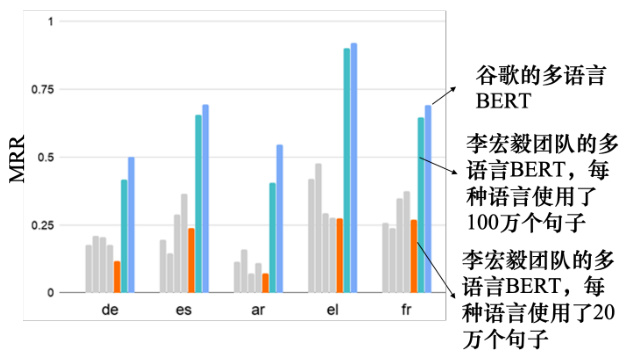 1
0.75
0.5
0.25
0
MRR
de
es
ar
el
fr
谷歌的多语言
BERT
李宏毅团队的多
语言BERT，每
种语言使用了
100万个句子
李宏毅团队的多
语言BERT，每
种语言使用了20
万个句子